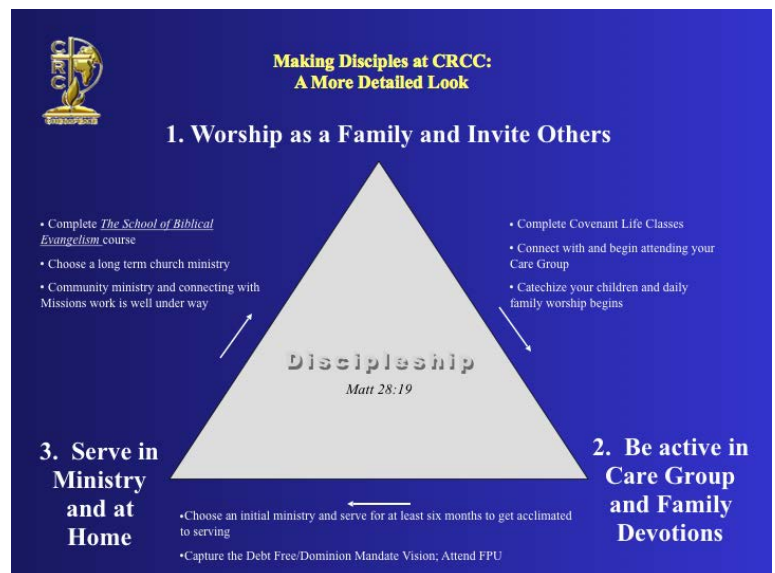 CRC
Making Disciples at CRCC:
A More Detailed Look
1. Worship as a Family and Invite Others
• Complete The School of Biblical
Evangelism course
• Choose a long term church ministry
• Community ministry and connecting with
Missions work is well under way
• Complete Covenant Life Classes
• Connect with and begin attending your
Care Group
• Catechize your children and daily
family worship begins
Discipleship
Matt 28:19
3. Serve in
Ministry
and at
Home
2. Be active in
Care Group
and Family
Devotions
•Choose an initial ministry and serve for at least six months to get acclimated
to serving
•Capture the Debt Free/Dominion Mandate Vision; Attend FPU